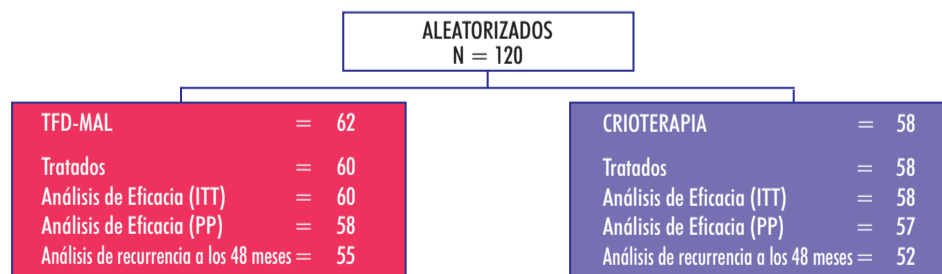 ALEATORIZADOS
N = 120
TFD-MAL = 62
Tratados = 60
Análisis de Eficacia (ITT) = 60
Análisis de Eficacia (PP) = 58
Análisis de recurrencia a los 48 meses = 55
CRIOTERAPIA = 58
Tratados = 58
Análisis de Eficacia (ITT) = 58
Análisis de Eficacia (PP) = 57
Análisis de recurrencia a los 48 meses = 52